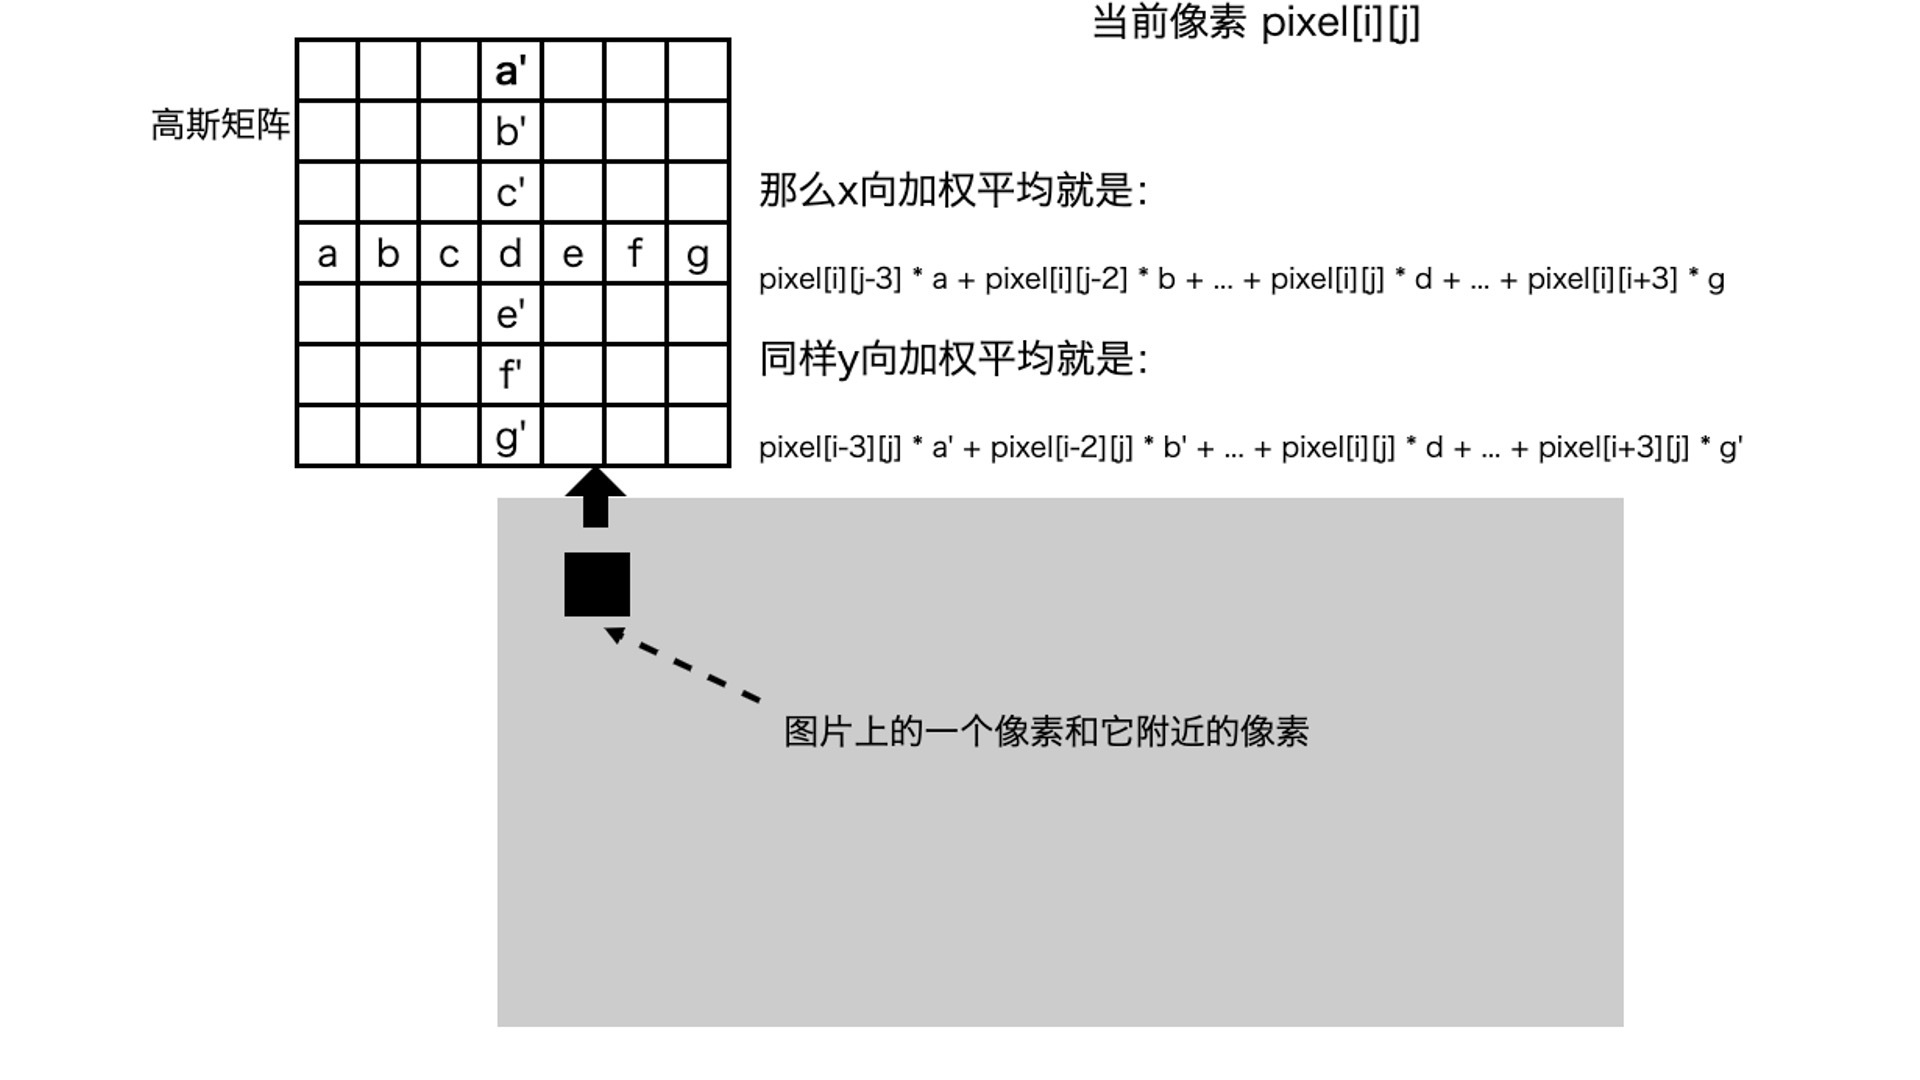 当前像素 pixel[i][j]
高斯矩阵
a'
b'
c'
a b c d e f g
e'
f'
g'
那么x向加权平均就是：
pixel[i][j-3] * a + pixel[i][j-2] * b + ... + pixel[i][j] * d + ... + pixel[i][i+3] * g
同样y向加权平均就是：
pixel[i-3][j] * a' + pixel[i-2][j] * b' + ... + pixel[i][j] * d + ... + pixel[i+3][j] * g'
图片上的一个像素和它附近的像素